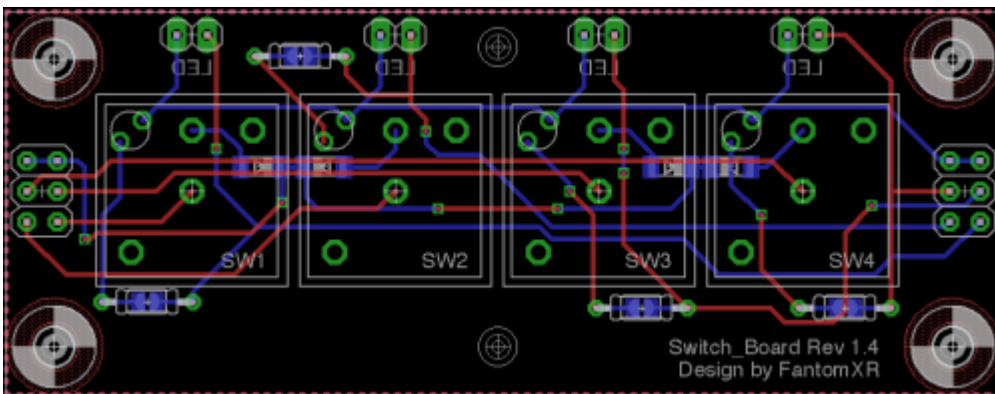 LED LED LED LED
SW1 SW2 SW3 SW4
Switch_Board Rev 1.4
Design by FantomXR